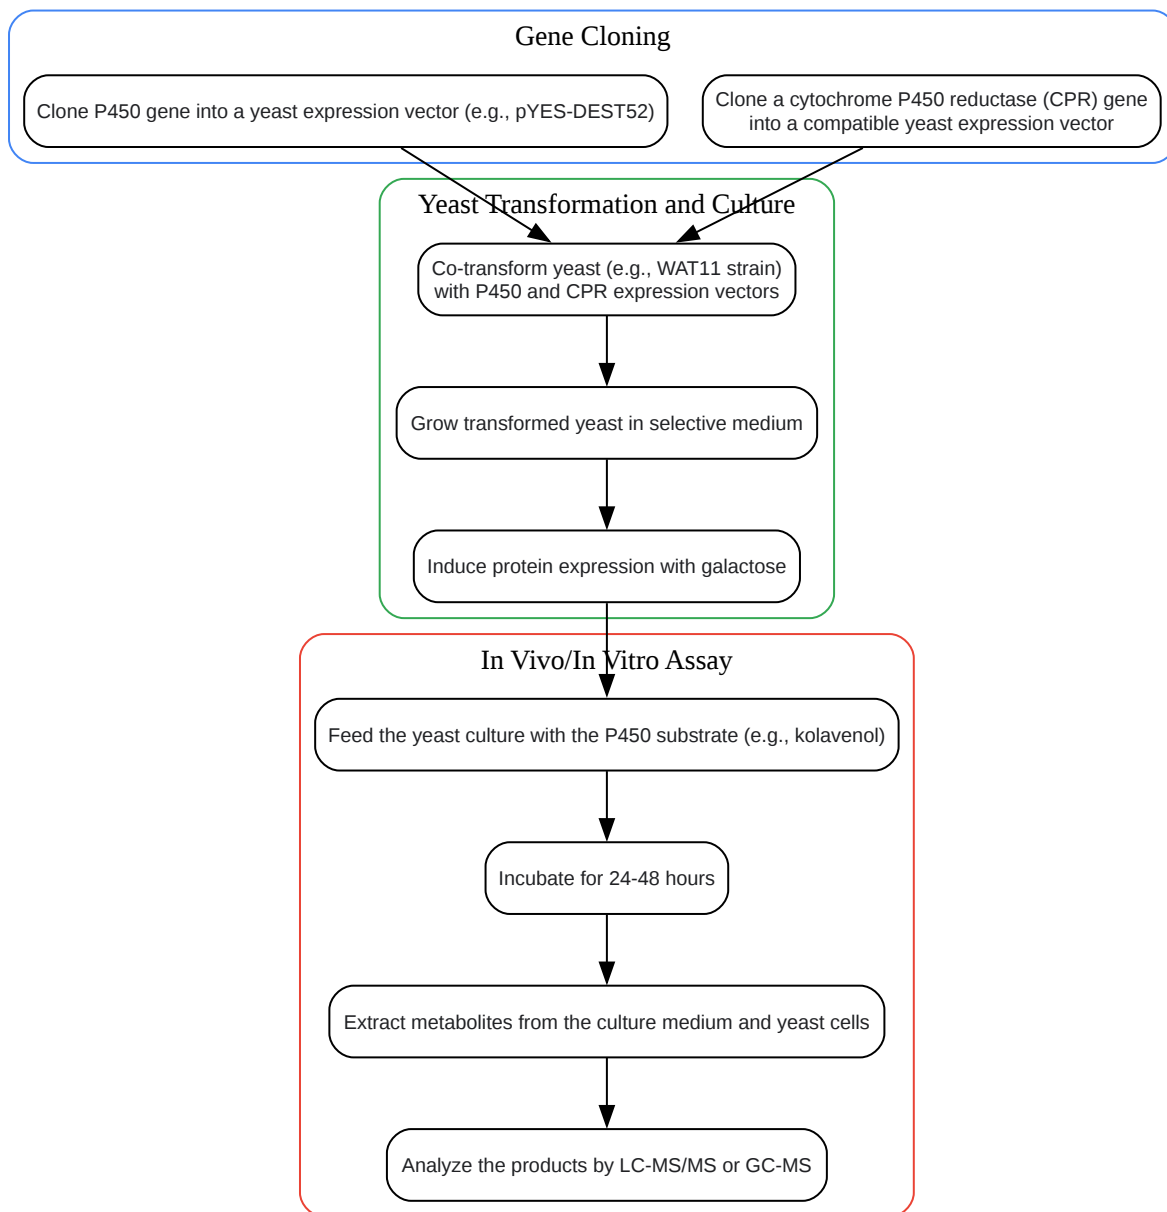 Gene Cloning
Clone P450 gene into a yeast expression vector (e.g., pYES-DEST52)
Clone a cytochrome P450 reductase (CPR) gene
into a compatible yeast expression vector
Yeast Transformation and Culture
Co-transform yeast (e.g., WAT11 strain)
with P450 and CPR expression vectors
Grow transformed yeast in selective medium
Induce protein expression with galactose
In Vivo/In Vitro Assay
Feed the yeast culture with the P450 substrate (e.g., kolavenol)
Incubate for 24-48 hours
Extract metabolites from the culture medium and yeast cells
Analyze the products by LC-MS/MS or GC-MS